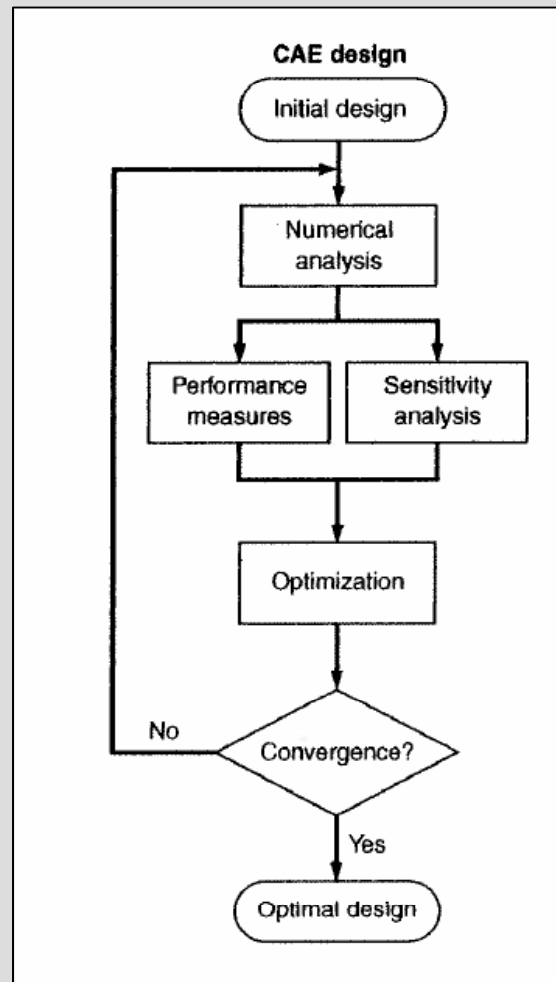 CAE design
Initial design
Numerical
analysis
Performance
measures
Sensitivity
analysis
Optimization
Convergence?
No
Yes
Optimal design